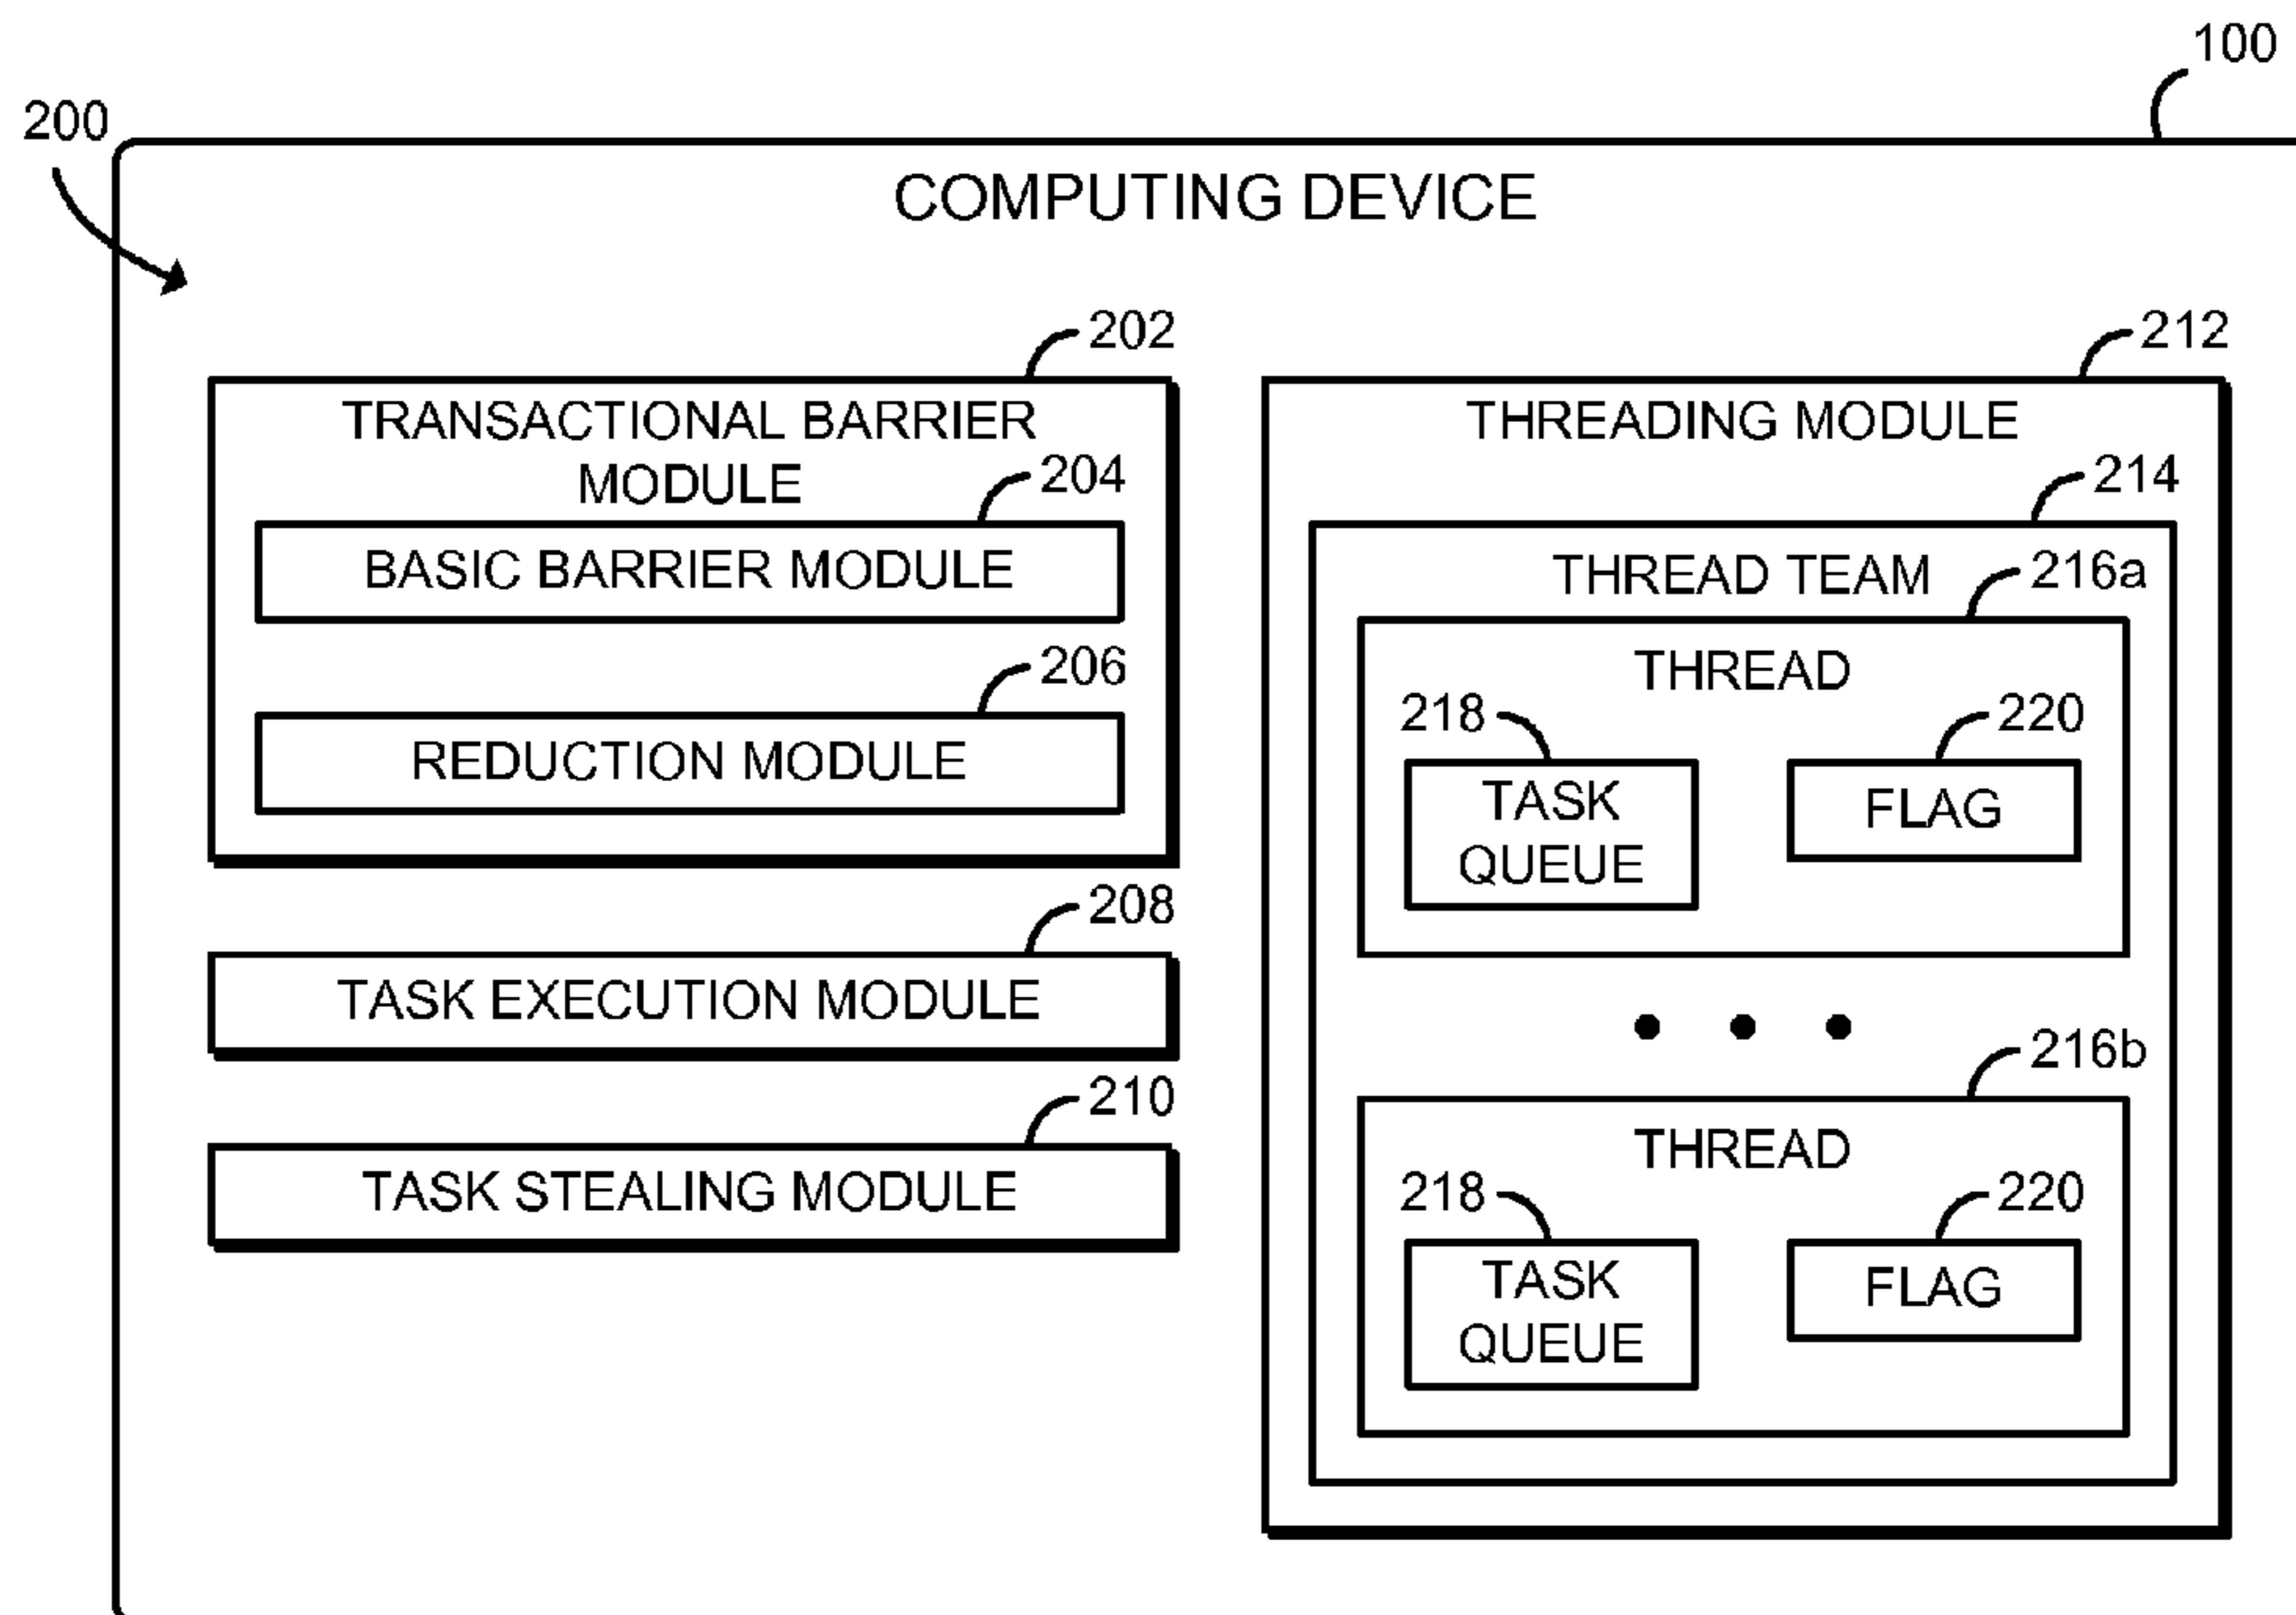 100
200
COMPUTING DEVICE
202
TRANSACTIONAL BARRIER
MODULE
204
BASIC BARRIER MODULE
206
REDUCTION MODULE
208
TASK EXECUTION MODULE
210
TASK STEALING MODULE
212
THREADING MODULE
214
THREAD TEAM
216a
THREAD
218
TASK
QUEUE
220
FLAG
216b
THREAD
218
TASK
QUEUE
220
FLAG